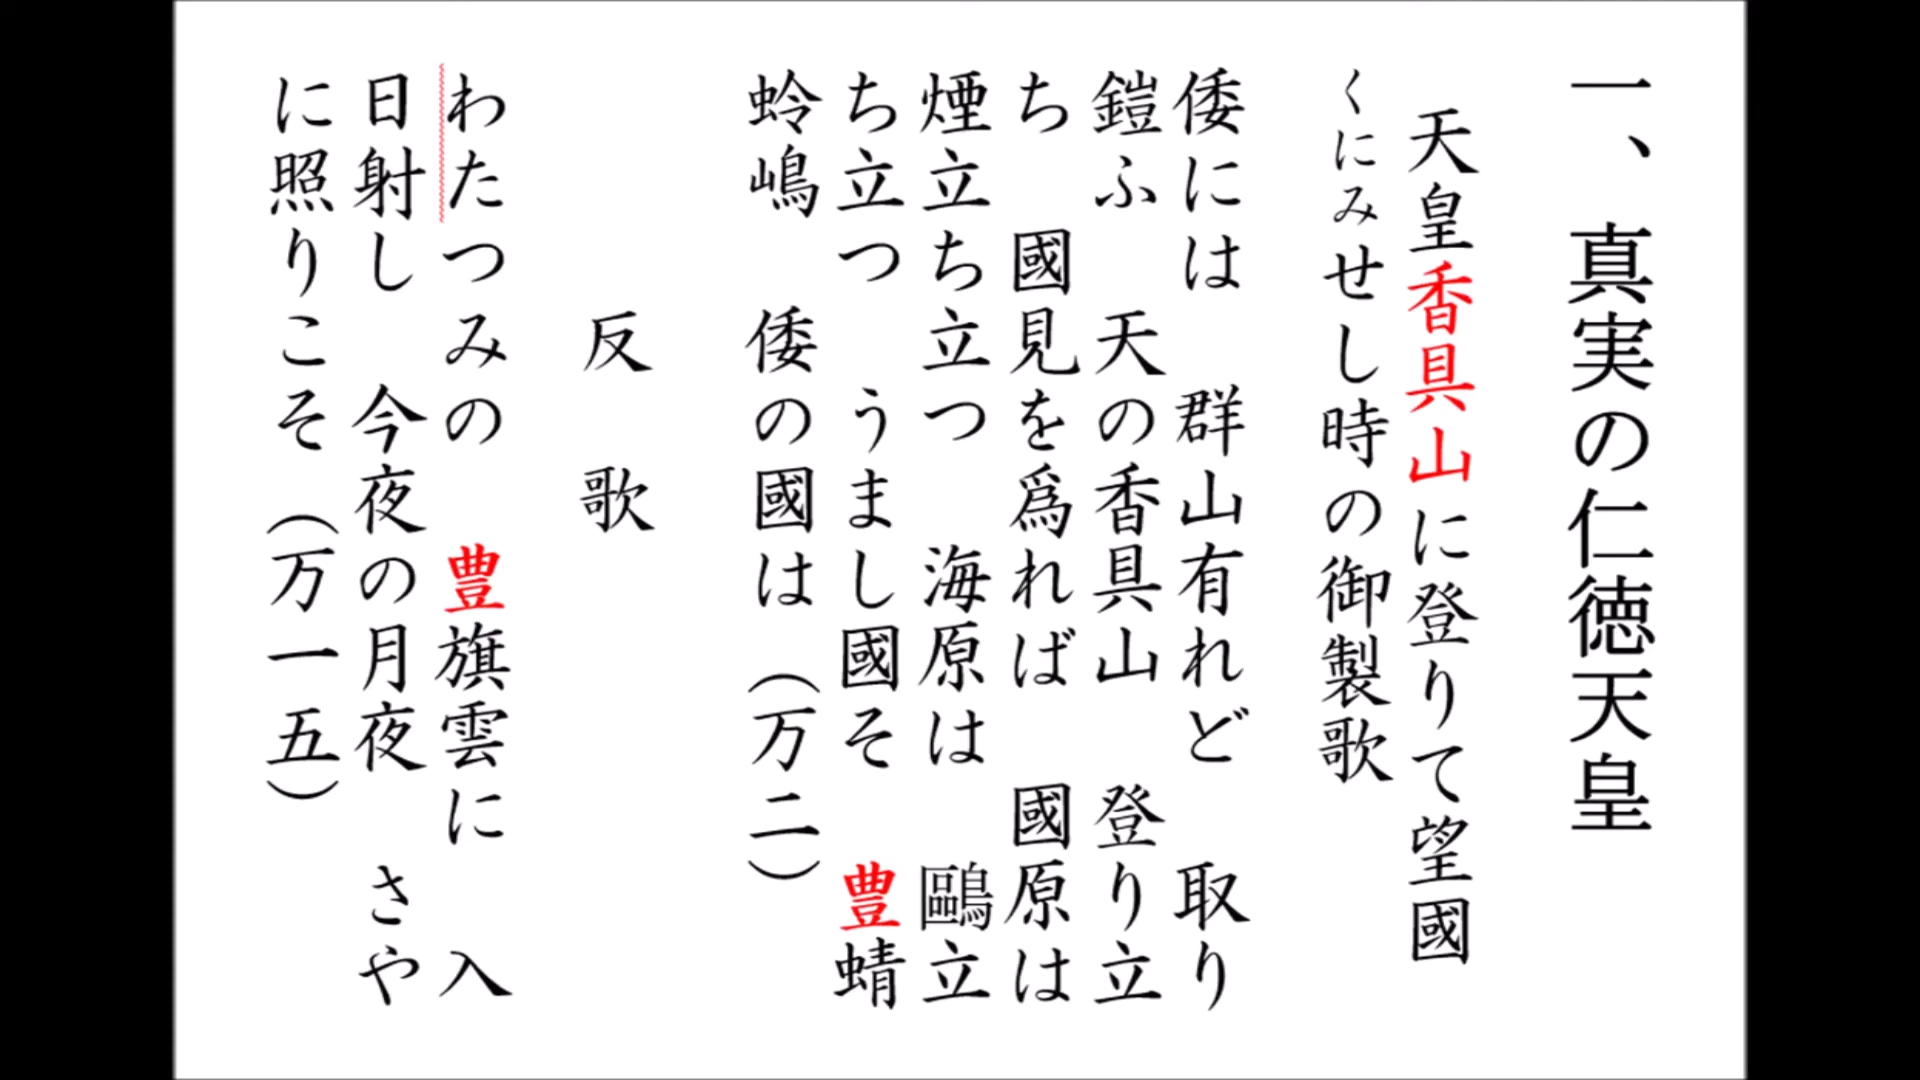 一、真実の仁徳天皇
天皇香具山に登りて望國
くにみせし時の御製歌
倭には　群山有れど　取り
鎧ふ　天の香具山　登り立
ち　國見を爲れば　國原は
煙立ち立つ　海原は　鷗立
ち立つ　うまし國そ　豊蜻
蛉嶋　倭の國は（万二）
反歌
わたつみの　豊旗雲に　入
日射し　今夜の月夜　さや
に照りこそ（万一五）